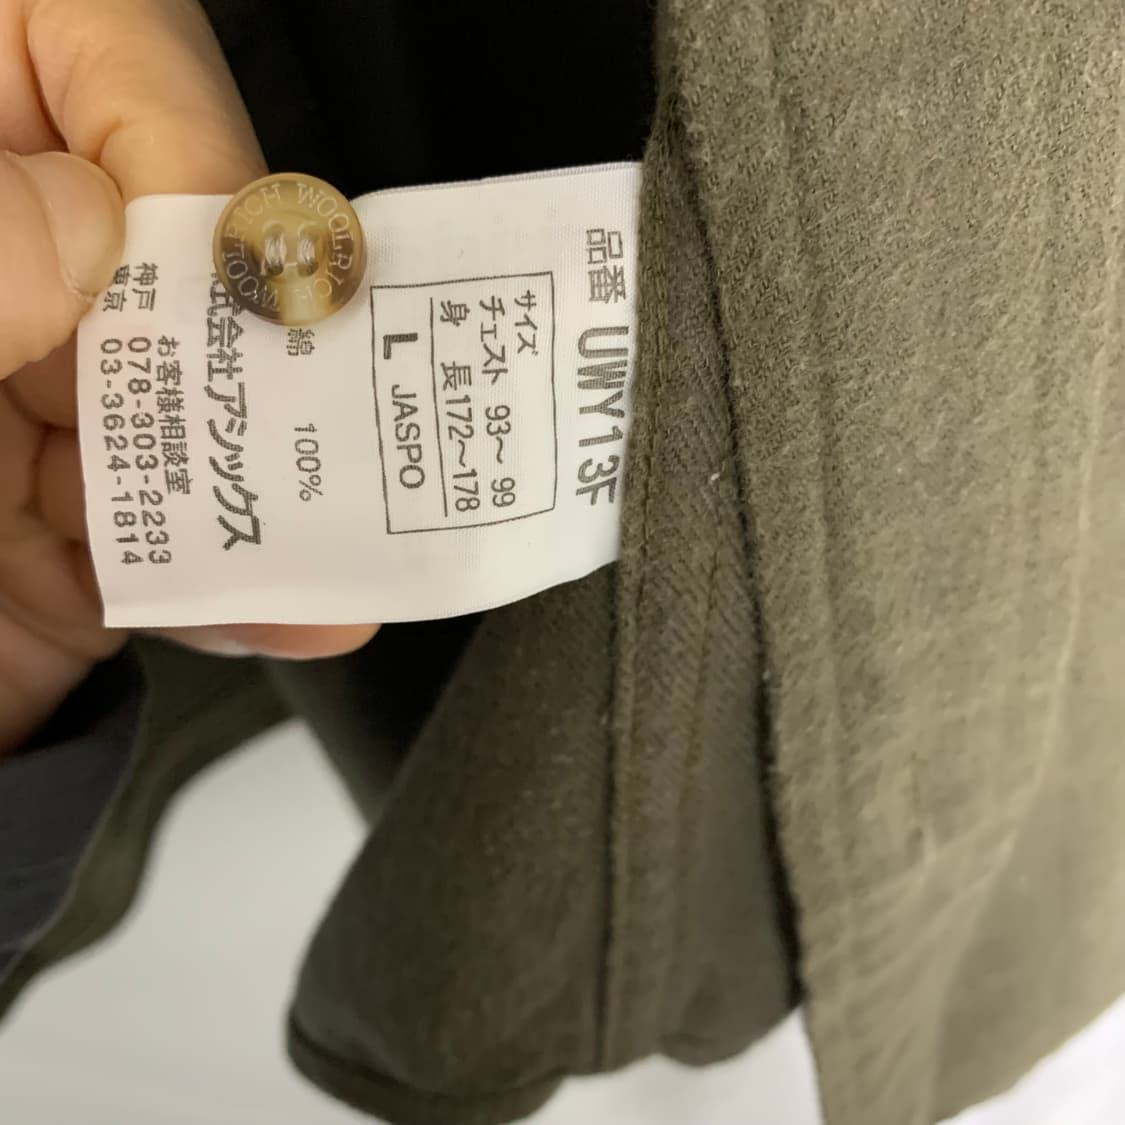 品番 UWY13F
サイズ
チェスト 93～99
身 長172～178
L JASPO
綿 100%
式会社アシックス
お客様相談室
神戸 078-303-2233
東京 03-3624-1814
WOOLRICH WOOLRICH